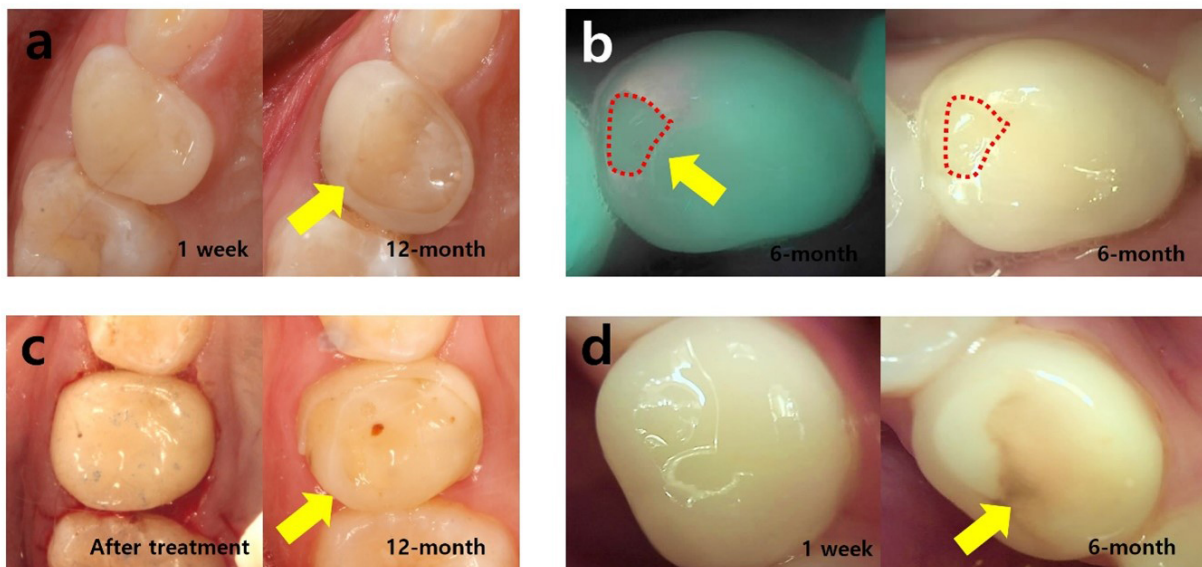 a
1 week
12-month
b
6-month
6-month
c
After treatment
12-month
d
1 week
6-month